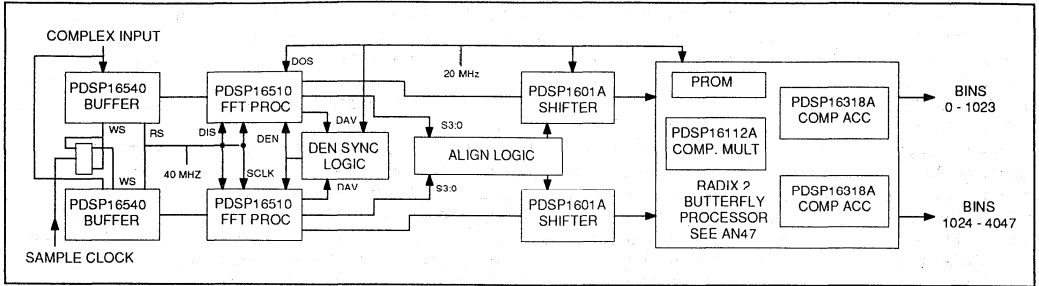 COMPLEX INPUT
PDSP16540
BUFFER
WS
RS
WS
PDSP16540
BUFFER
SAMPLE CLOCK
40 MHZ
DIS
SCLK
DOS
PDSP16510
FFT PROC
DEN
DAV
DEN SYNC
LOGIC
DAV
PDSP16510
FFT PROC
20 MHz
S3:0
ALIGN LOGIC
S3:0
PDSP1601A
SHIFTER
PDSP1601A
SHIFTER
PROM
PDSP16112A
COMP. MULT
PDSP16318A
COMP ACC
RADIX 2
BUTTERFLY
PROCESSOR
SEE AN47
PDSP16318A
COMP ACC
BINS
0 - 1023
BINS
1024 - 4047